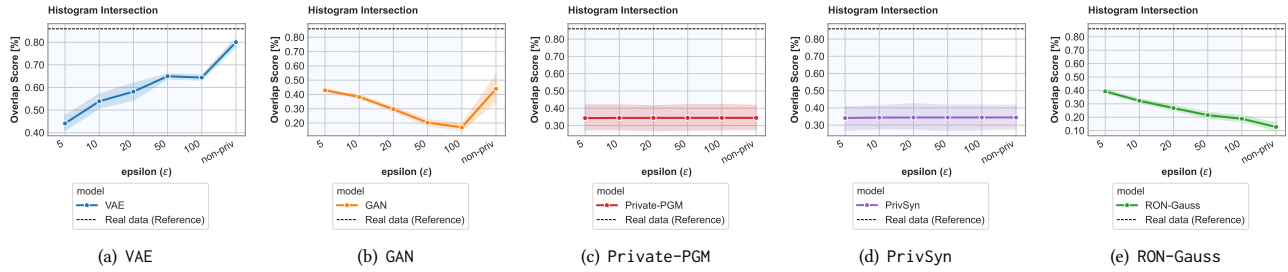 Histogram Intersection
Overlap Score [%]
0.80
0.70
0.60
0.50
0.40
5
10
20
50
100
non-priv
epsilon (ε)
model
VAE
Real data (Reference)
(a) VAE
Histogram Intersection
Overlap Score [%]
0.80
0.70
0.60
0.50
0.40
0.30
0.20
5
10
20
50
100
non-priv
epsilon (ε)
model
GAN
Real data (Reference)
(b) GAN
Histogram Intersection
Overlap Score [%]
0.80
0.70
0.60
0.50
0.40
0.30
5
10
20
50
100
non-priv
epsilon (ε)
model
Private-PGM
Real data (Reference)
(c) Private-PGM
Histogram Intersection
Overlap Score [%]
0.80
0.70
0.60
0.50
0.40
0.30
5
10
20
50
100
non-priv
epsilon (ε)
model
PrivSyn
Real data (Reference)
(d) PrivSyn
Histogram Intersection
Overlap Score [%]
0.80
0.70
0.60
0.50
0.40
0.30
0.20
0.10
5
10
20
50
100
non-priv
epsilon (ε)
model
RON-Gauss
Real data (Reference)
(e) RON-Gauss